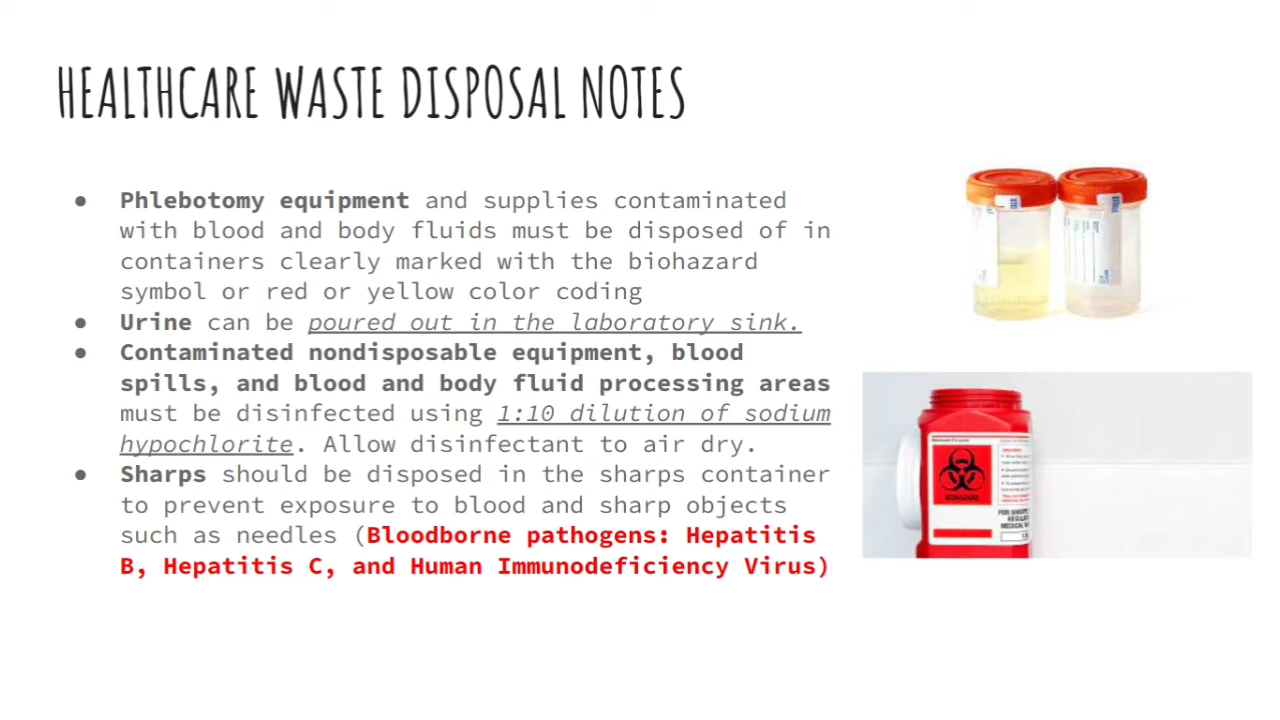 HEALTHCARE WASTE DISPOSAL NOTES
● Phlebotomy equipment and supplies contaminated
with blood and body fluids must be disposed of in
containers clearly marked with the biohazard
symbol or red or yellow color coding
● Urine can be poured out in the laboratory sink.
● Contaminated nondisposable equipment, blood
spills, and blood and body fluid processing areas
must be disinfected using 1:10 dilution of sodium
hypochlorite. Allow disinfectant to air dry.
● Sharps should be disposed in the sharps container
to prevent exposure to blood and sharp objects
such as needles (Bloodborne pathogens: Hepatitis
B, Hepatitis C, and Human Immunodeficiency Virus)
BIOHAZARD